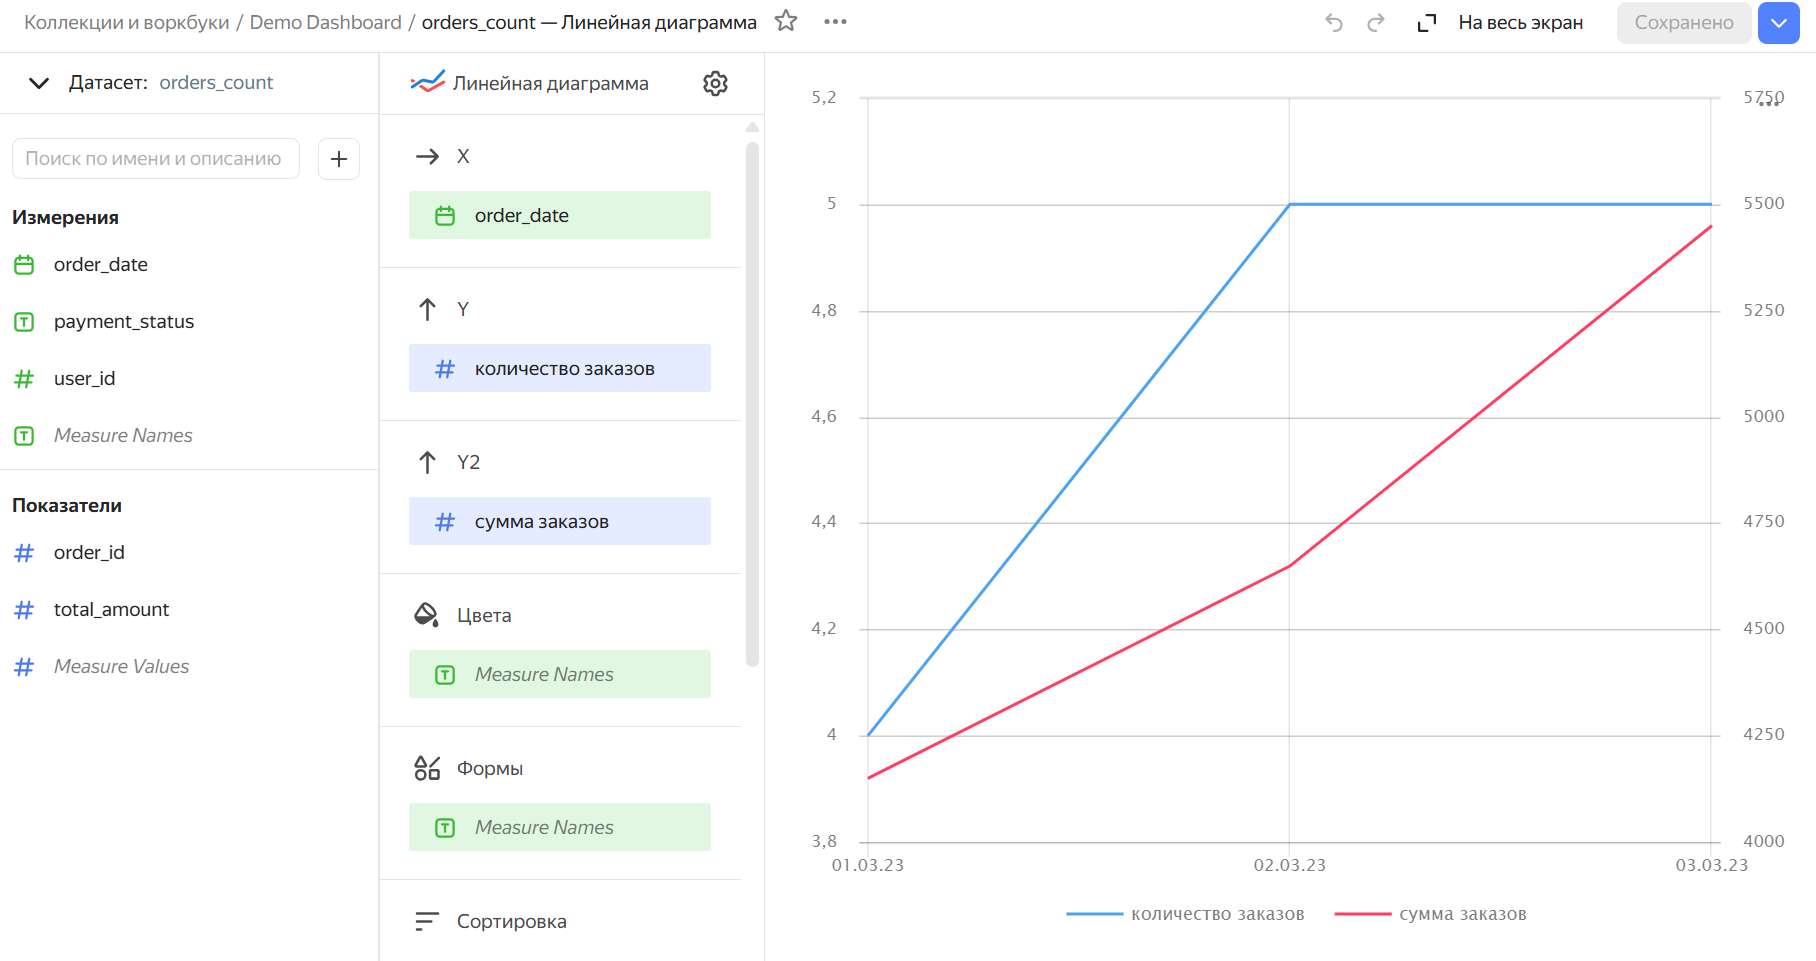 Коллекции и воркбуки / Demo Dashboard / orders_count — Линейная диаграмма
На весь экран
Сохранено
Датасет: orders_count
Поиск по имени и описанию
Измерения
order_date
payment_status
user_id
Measure Names
Показатели
order_id
total_amount
Measure Values
Линейная диаграмма
X
order_date
Y
количество заказов
Y2
сумма заказов
Цвета
Measure Names
Формы
Measure Names
Сортировка
5,2
5
4,8
4,6
4,4
4,2
4
3,8
5750
5500
5250
5000
4750
4500
4250
4000
01.03.23 02.03.23 03.03.23
количество заказов сумма заказов